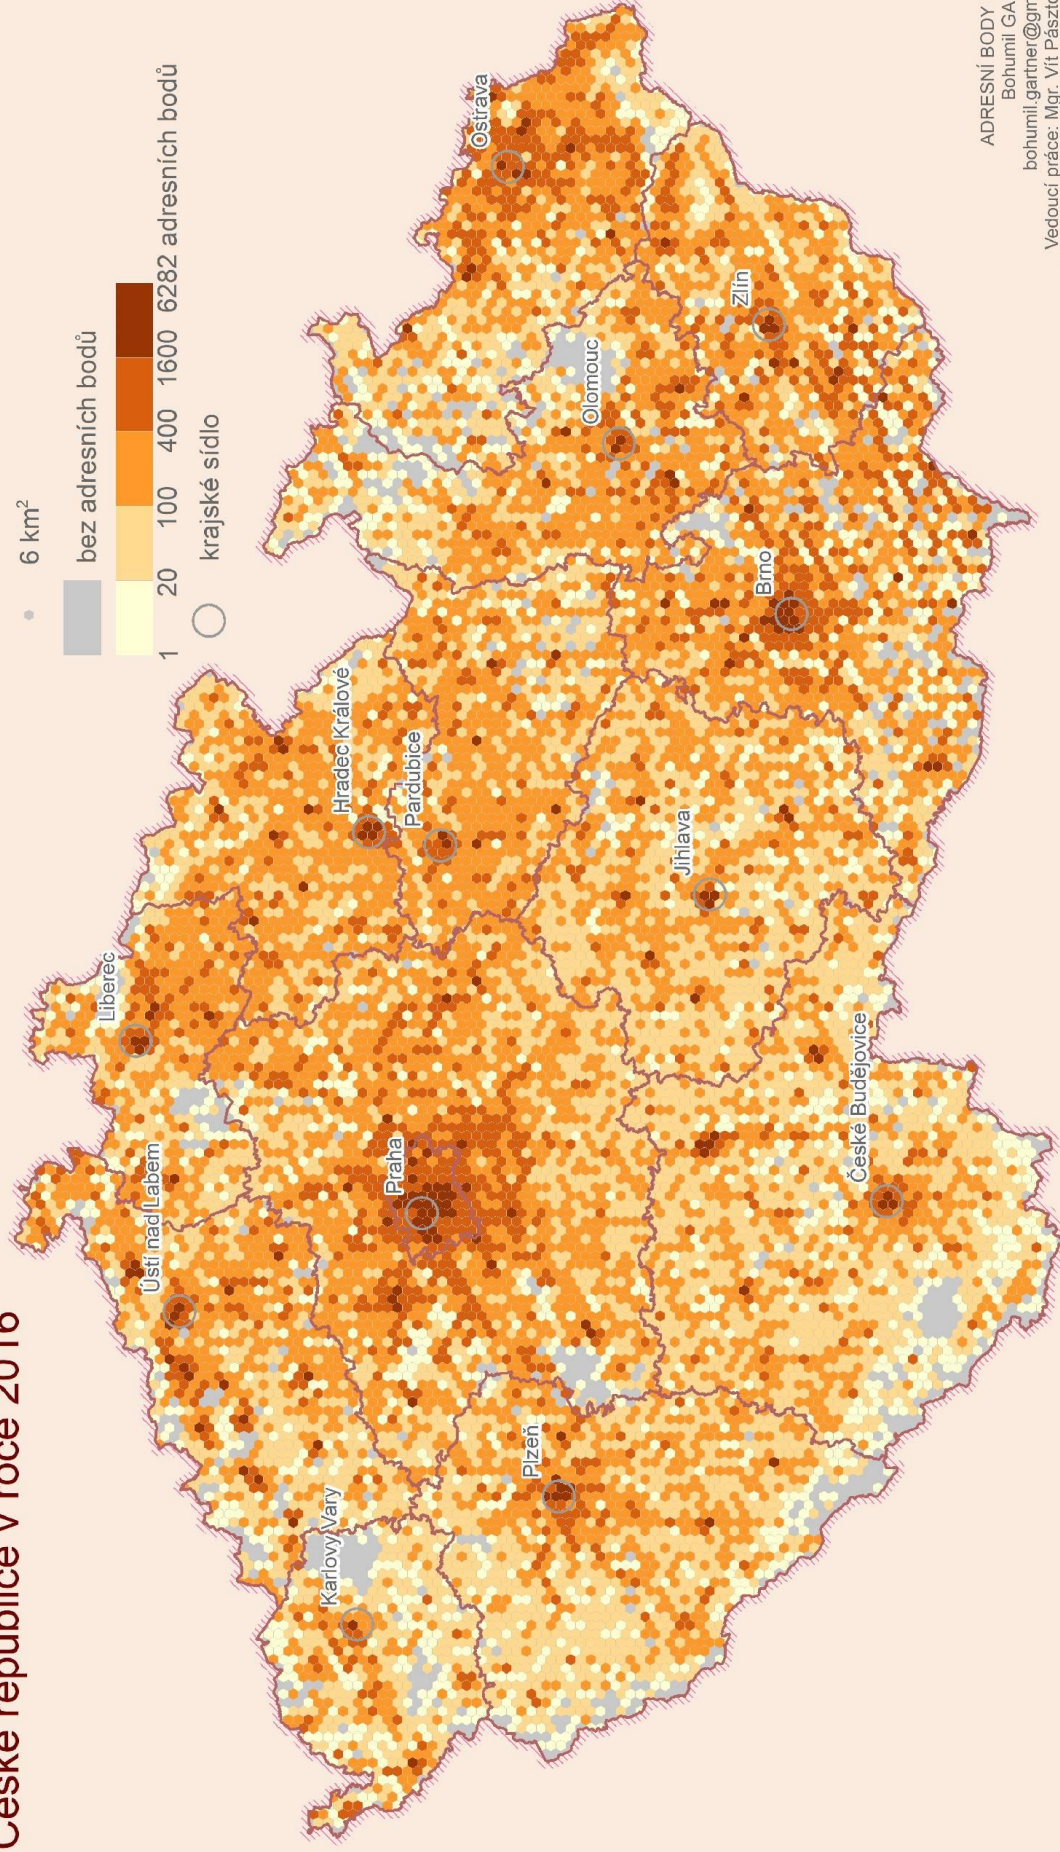 České republice v roce 2016
6 km²
bez adresních bodů
1 20 100 400 1600 6282 adresních bodů
krajské sídlo
Liberec
Ústí nad Labem
Karlovy Vary
Praha
Hradec Králové
Pardubice
Plzeň
Ostrava
Olomouc
Jihlava
Zlín
Brno
České Budějovice
ADRESNÍ BODY
Bohumil GA
bohumil.gartner@gm
Vedoucí práce: Mgr. Vít Pászto